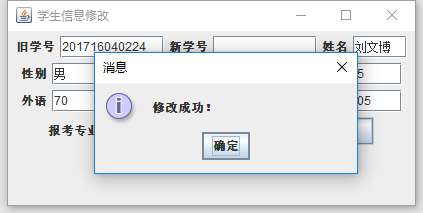 学生信息修改
旧学号 201716040224 新学号 姓名 刘文博
消息
性别 男 5
修改成功！
外语 70 05
报考专业
确定